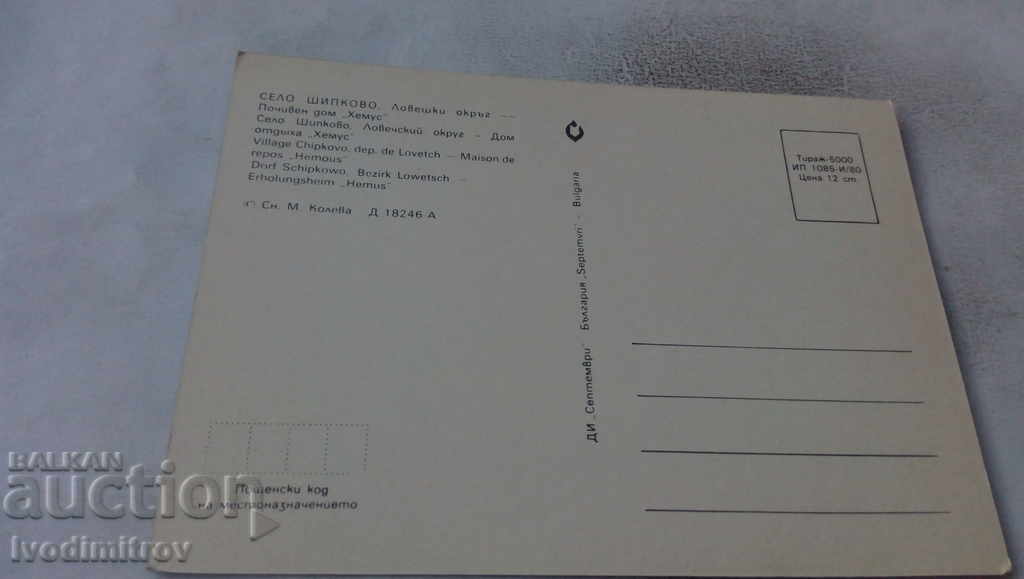 СЕЛО ШИПКОВО. Ловешки окръг —
Почивен дом „Хемус"
Село Шипково. Ловечский округ – Дом
отдыха „Хемус"
Village Chipkovo, dep. de Lovetch — Maison de
repos „Hemous"
Dorf Schipkowo. Bezirk Lowetsch —
Erholungsheim „Hemus"
© Сн. М. Колева Д 18246 А
ДИ „Септември" България „Septemvri" - Bulgaria
Тираж-5000
ИП 1085-И/80
Цена 12 ст.
Пощенски код
на местоназначението
BALKAN
auction
Ivodimitrov